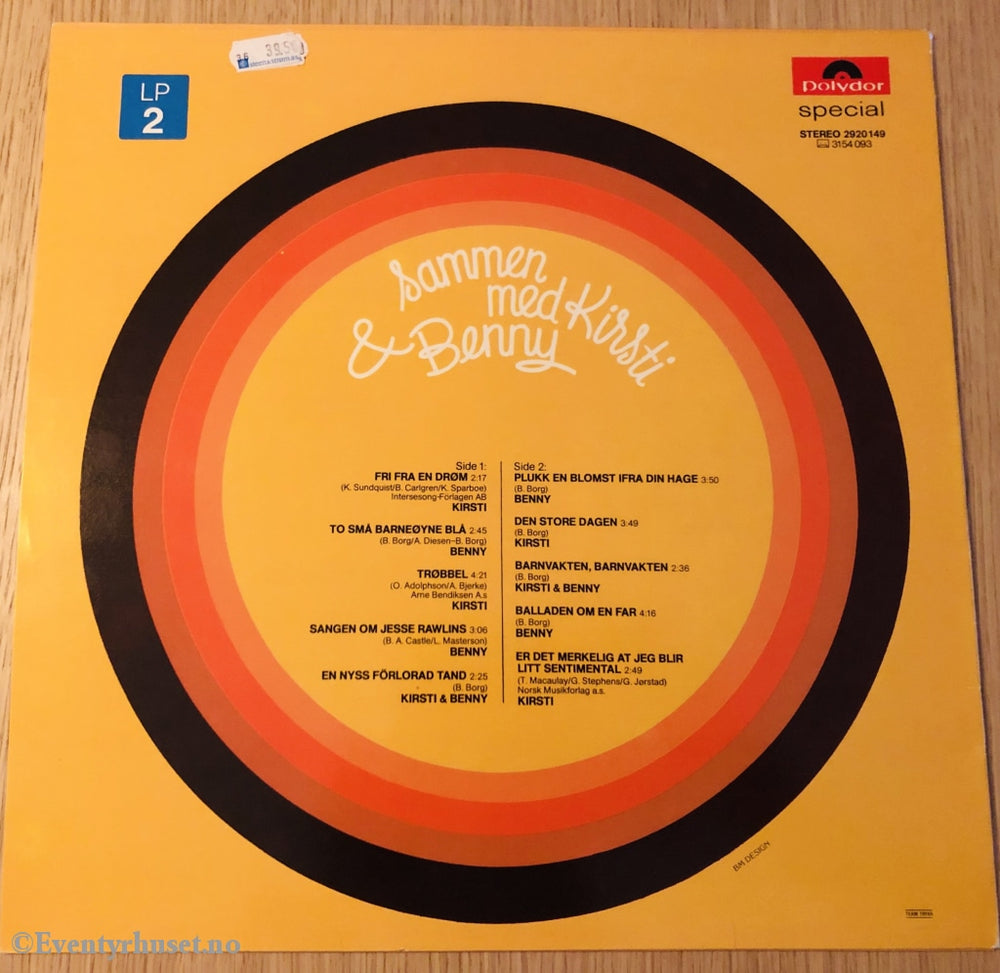 39.50
LP
2
Polydor
special
STEREO 2920 149
3154 093
Sammen
med Kirsti
& Benny
Side 1:
FRI FRA EN DRØM 2:17
(K. Sundquist/B. Carlgren/K. Sparboe)
Intersesong-Förlagen AB
KIRSTI
TO SMÅ BARNEØYNE BLÅ 2:45
(B. Borg/A. Diesen–B. Borg)
BENNY
TRØBBEL 4:21
(O. Adolphson/A. Bjerke)
Arne Bendiksen A.s
KIRSTI
SANGEN OM JESSE RAWLINS 3:06
(B. A. Castle/L. Masterson)
BENNY
EN NYSS FÖRLORAD TAND 2:25
(B. Borg)
KIRSTI & BENNY
Side 2:
PLUKK EN BLOMST IFRA DIN HAGE 3:50
(B. Borg)
BENNY
DEN STORE DAGEN 3:49
(B. Borg)
KIRSTI
BARNVAKTEN, BARNVAKTEN 2:36
(B. Borg)
KIRSTI & BENNY
BALLADEN OM EN FAR 4:16
(B. Borg)
BENNY
ER DET MERKELIG AT JEG BLIR
LITT SENTIMENTAL 2:49
(T. Macaulay/G. Stephens/G. Jørstad)
Norsk Musikforlag a.s.
KIRSTI
BM DESIGN
©Eventyrhuset.no